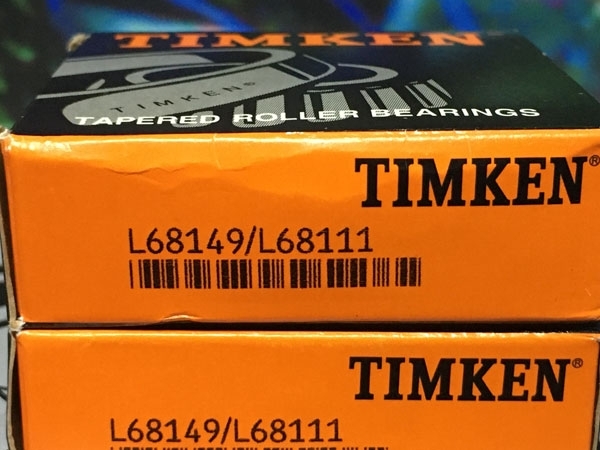 TIMKEN
TIMKEN®
TAPERED ROLLER BEARINGS
TIMKEN®
L68149/L68111
TIMKEN®
L68149/L68111